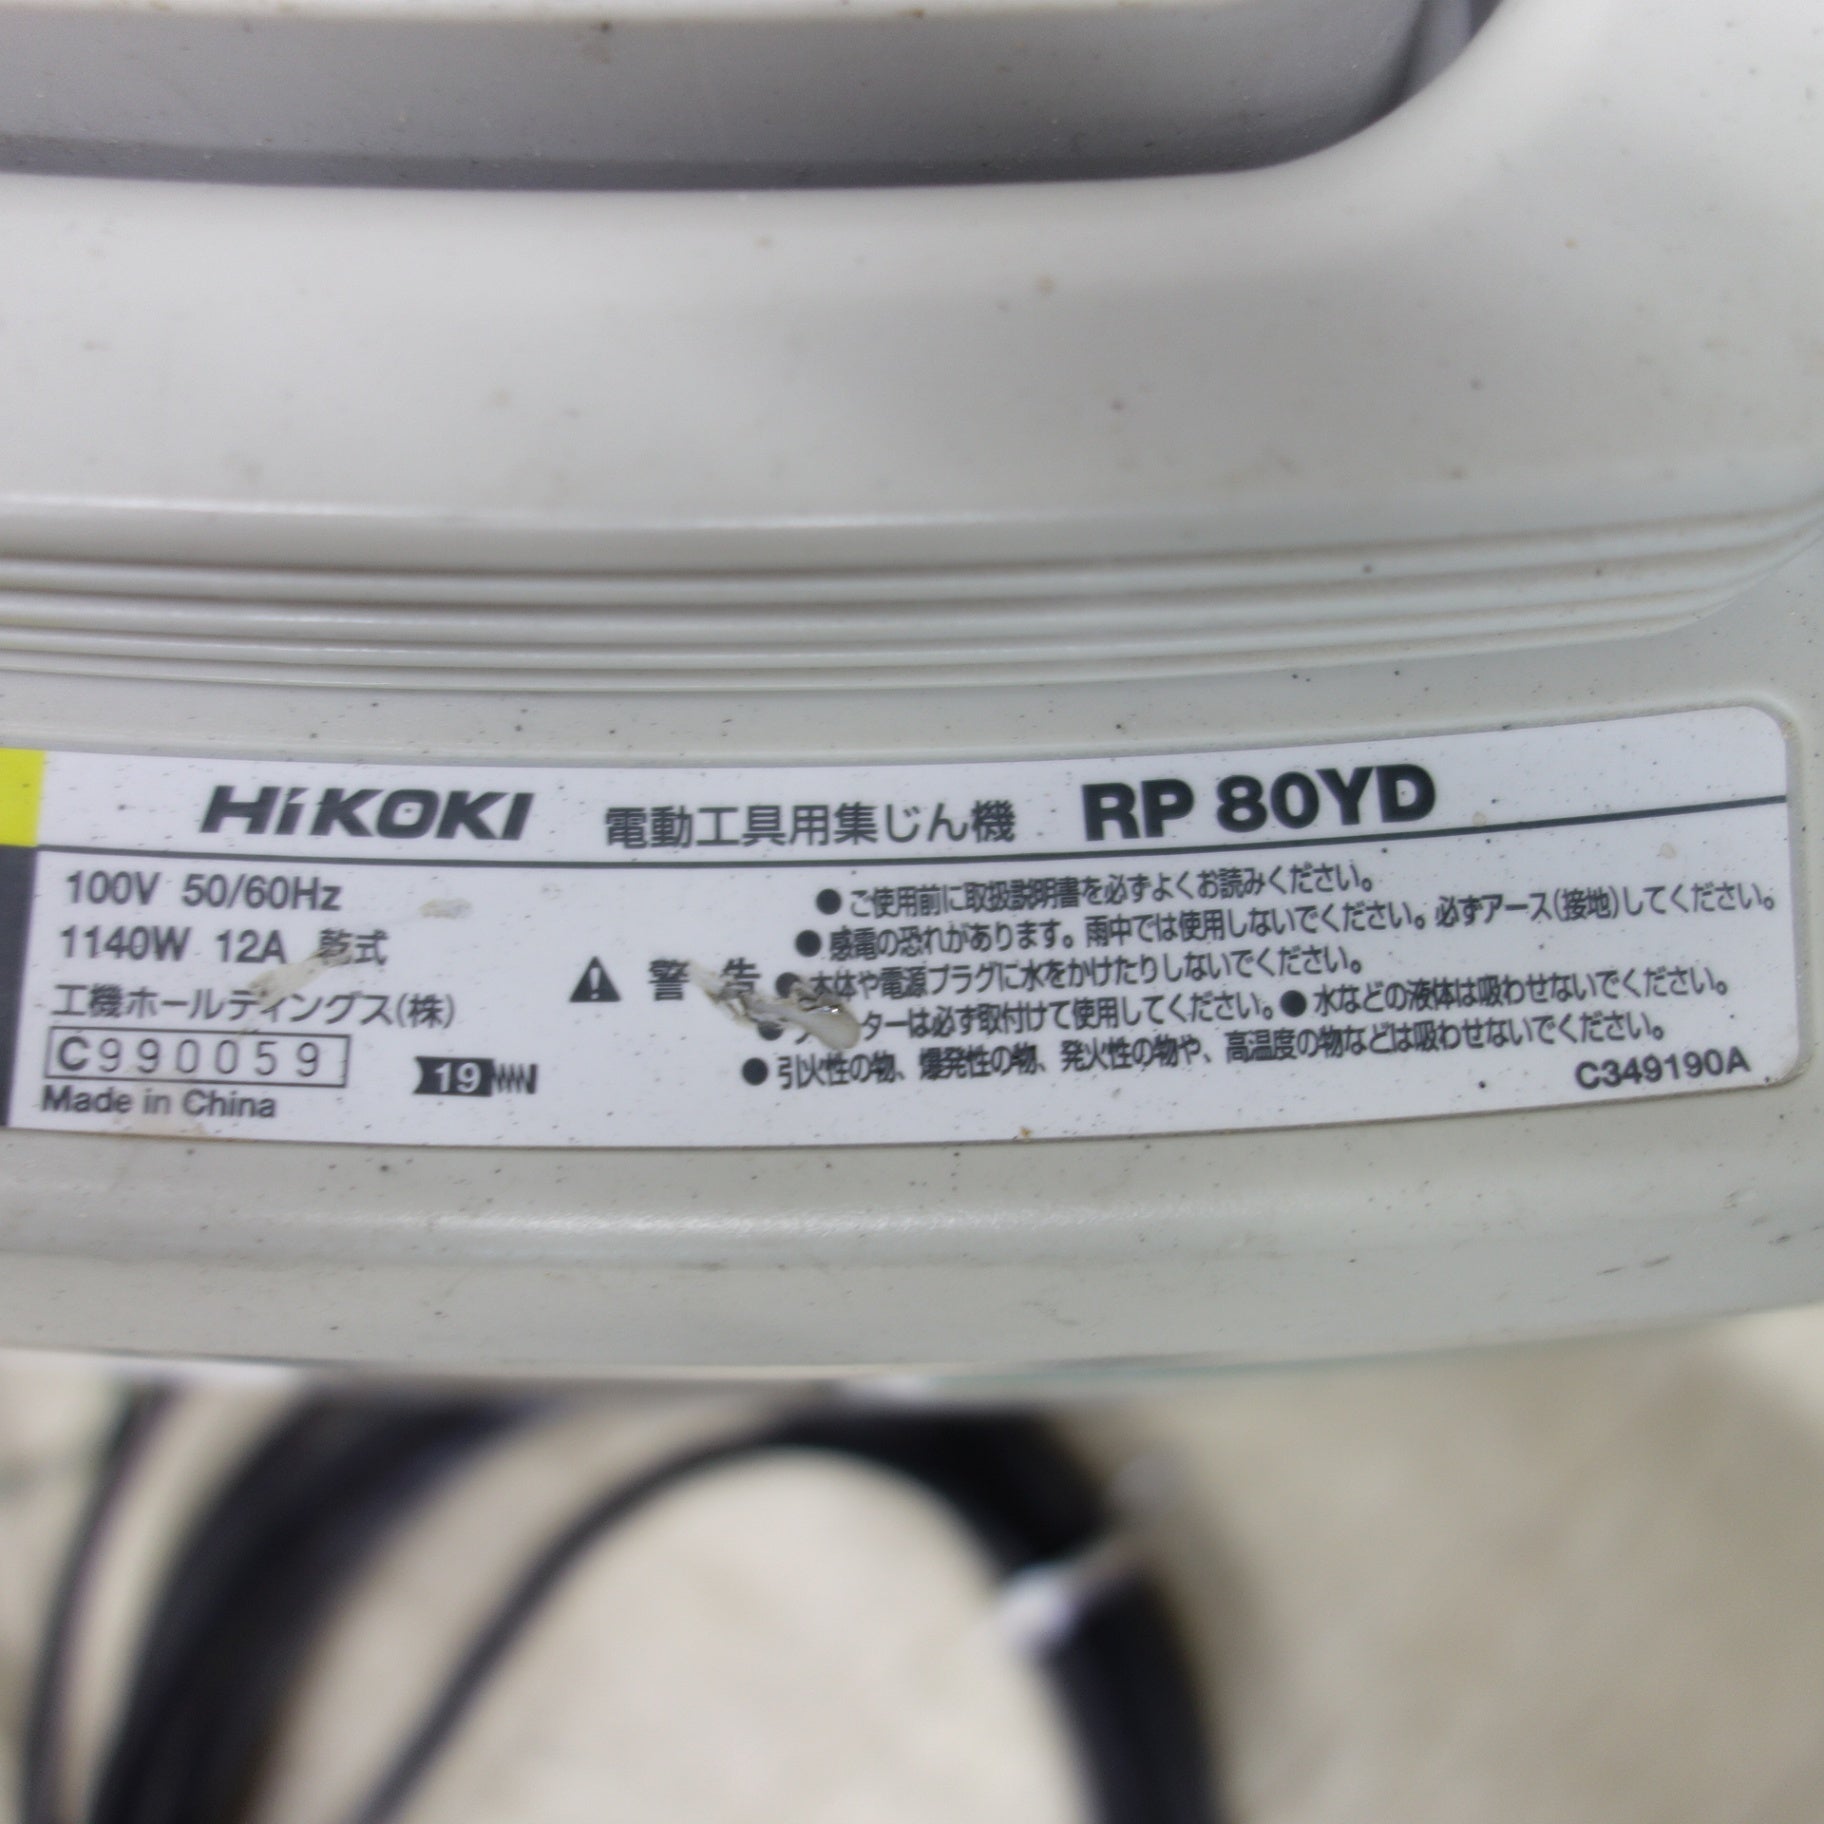 HiKOKI 電動工具用集じん機 RP 80YD
100V 50/60Hz
1140W 12A 乾式
工機ホールディングス(株)
C990059
Made in China
19
警告
●ご使用前に取扱説明書を必ずよくお読みください。
●感電の恐れがあります。雨中では使用しないでください。必ずアース(接地)してください。
●本体や電源プラグに水をかけたりしないでください。
ターは必ず取付けて使用してください。●水などの液体は吸わせないでください。
●引火性の物、爆発性の物、発火性の物や、高温度の物などは吸わせないでください。
C349190A